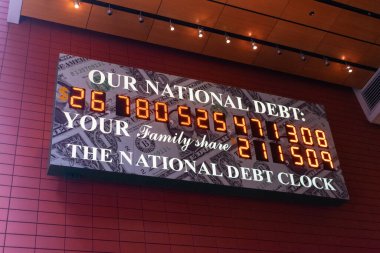 OUR NATIONAL DEBT:
$26 780 525 471 308
YOUR Family share 211,509
THE NATIONAL DEBT CLOCK